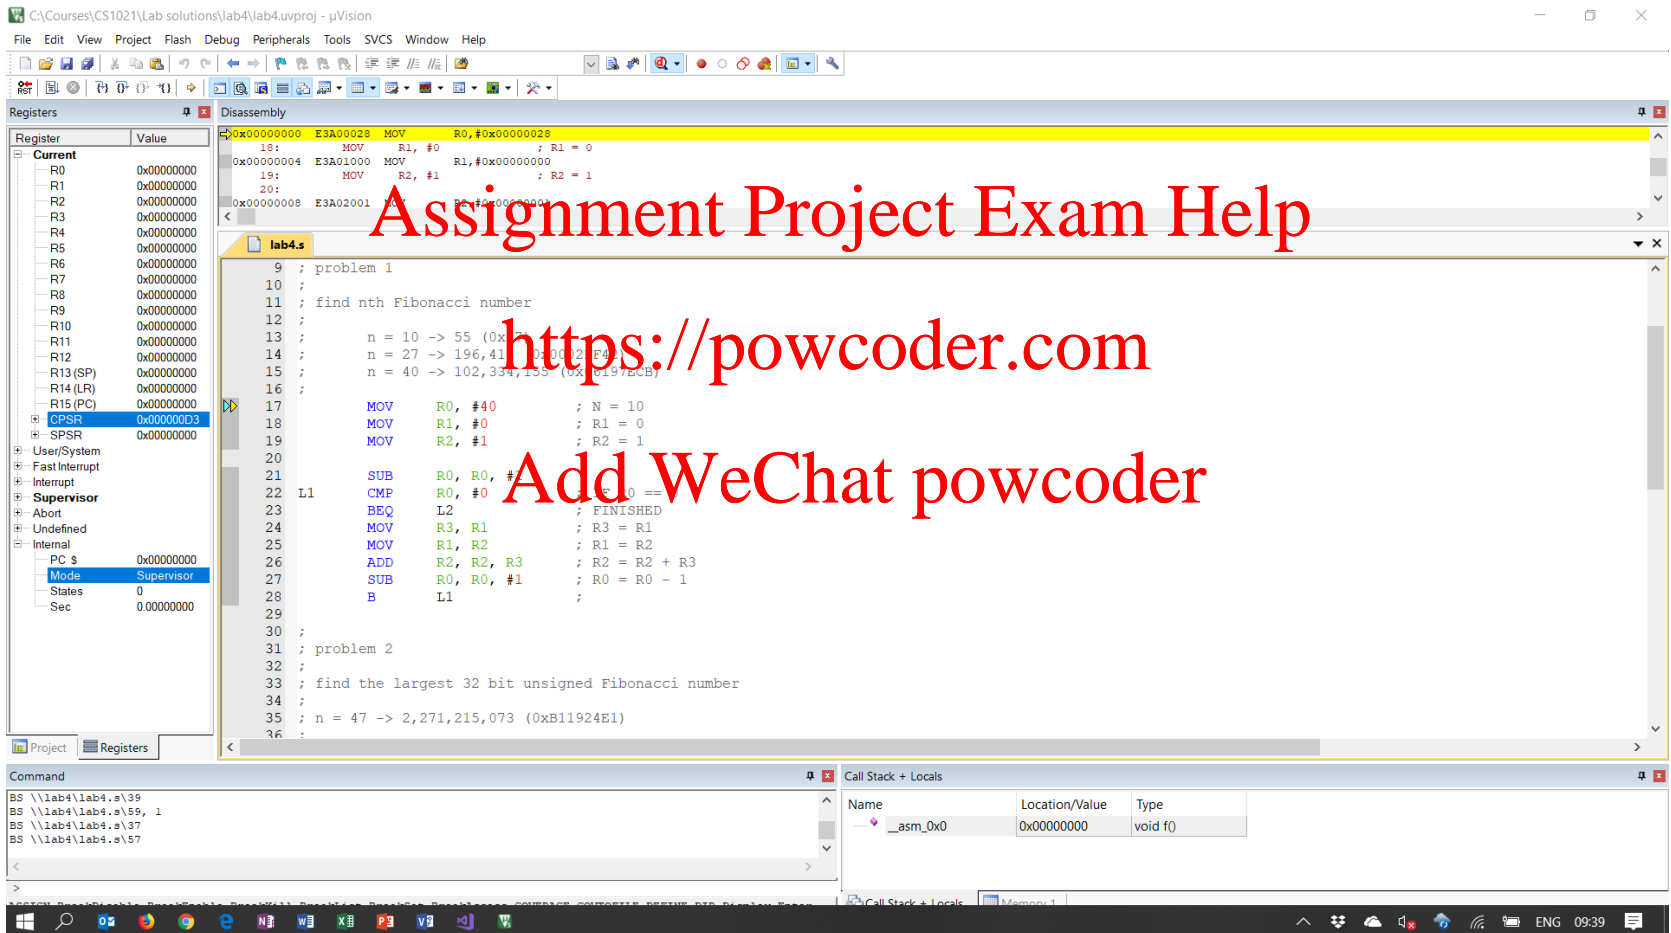 C:\Courses\CS1021\Lab solutions\lab4\lab4.uvproj - µVision
File Edit View Project Flash Debug Peripherals Tools SVCS Window Help
Registers
Register Value
Current
R0 0x00000000
R1 0x00000000
R2 0x00000000
R3 0x00000000
R4 0x00000000
R5 0x00000000
R6 0x00000000
R7 0x00000000
R8 0x00000000
R9 0x00000000
R10 0x00000000
R11 0x00000000
R12 0x00000000
R13 (SP) 0x00000000
R14 (LR) 0x00000000
R15 (PC) 0x00000000
CPSR 0x000000D3
SPSR 0x00000000
User/System
Fast Interrupt
Interrupt
Supervisor
Abort
Undefined
Internal
PC $ 0x00000000
Mode Supervisor
States 0
Sec 0.00000000
Project Registers
Disassembly
0x00000000 E3A00028 MOV R0,#0x00000028
18: MOV R1, #0 ; R1 = 0
0x00000004 E3A01000 MOV R1,#0x00000000
19: MOV R2, #1 ; R2 = 1
20:
0x00000008 E3A02001
Assignment Project Exam Help
lab4.s
9 ; problem 1
10 ;
11 ; find nth Fibonacci number
12 ;
13 ; n = 10 -> 55
14 ; n = 27 ->
15 ; n = 40 -> 102,334,155
https://powcoder.com
16 ;
17 MOV R0, #40 ; N = 10
18 MOV R1, #0 ; R1 = 0
19 MOV R2, #1 ; R2 = 1
20
21 SUB R0, R0,
22 L1 CMP R0, #0
Add WeChat powcoder
23 BEQ L2 ; FINISHED
24 MOV R3, R1 ; R3 = R1
25 MOV R1, R2 ; R1 = R2
26 ADD R2, R2, R3 ; R2 = R2 + R3
27 SUB R0, R0, #1 ; R0 = R0 - 1
28 B L1 ;
29
30 ;
31 ; problem 2
32 ;
33 ; find the largest 32 bit unsigned Fibonacci number
34 ;
35 ; n = 47 -> 2,271,215,073 (0xB11924E1)
36 ;
Command
BS \\lab4\lab4.s\39
BS \\lab4\lab4.s\59, 1
BS \\lab4\lab4.s\37
BS \\lab4\lab4.s\57
>
Call Stack + Locals
Name Location/Value Type
__asm_0x0 0x00000000 void f()
Call Stack + Locals Memory 1
ENG 09:39